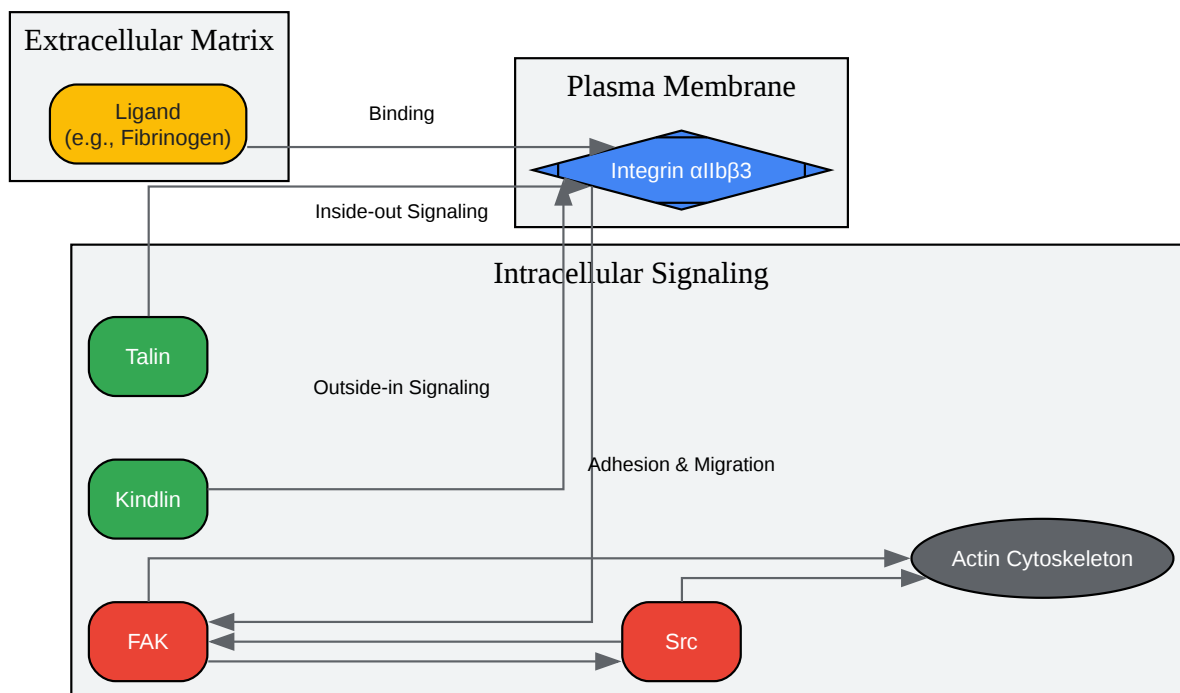 Extracellular Matrix
Ligand
(e.g., Fibrinogen)
Binding
Plasma Membrane
Integrin αIIbβ3
Inside-out Signaling
Intracellular Signaling
Talin
Outside-in Signaling
Kindlin
Adhesion & Migration
Actin Cytoskeleton
FAK
Src